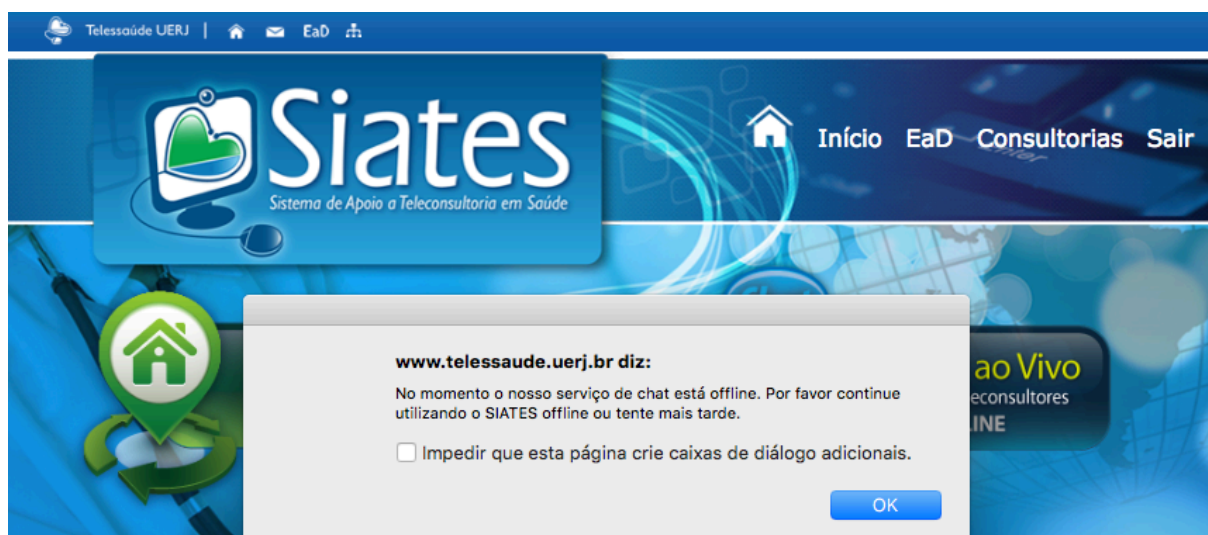 Telessaúde UERJ | EaD
Siates
Sistema de Apoio a Teleconsultoria em Saúde
Início EaD Consultorias Sair
Enter
www.telessaude.uerj.br diz:
No momento o nosso serviço de chat está offline. Por favor continue
utilizando o SIATES offline ou tente mais tarde.
Impedir que esta página crie caixas de diálogo adicionais.
OK
ao Vivo
econsultores
LINE